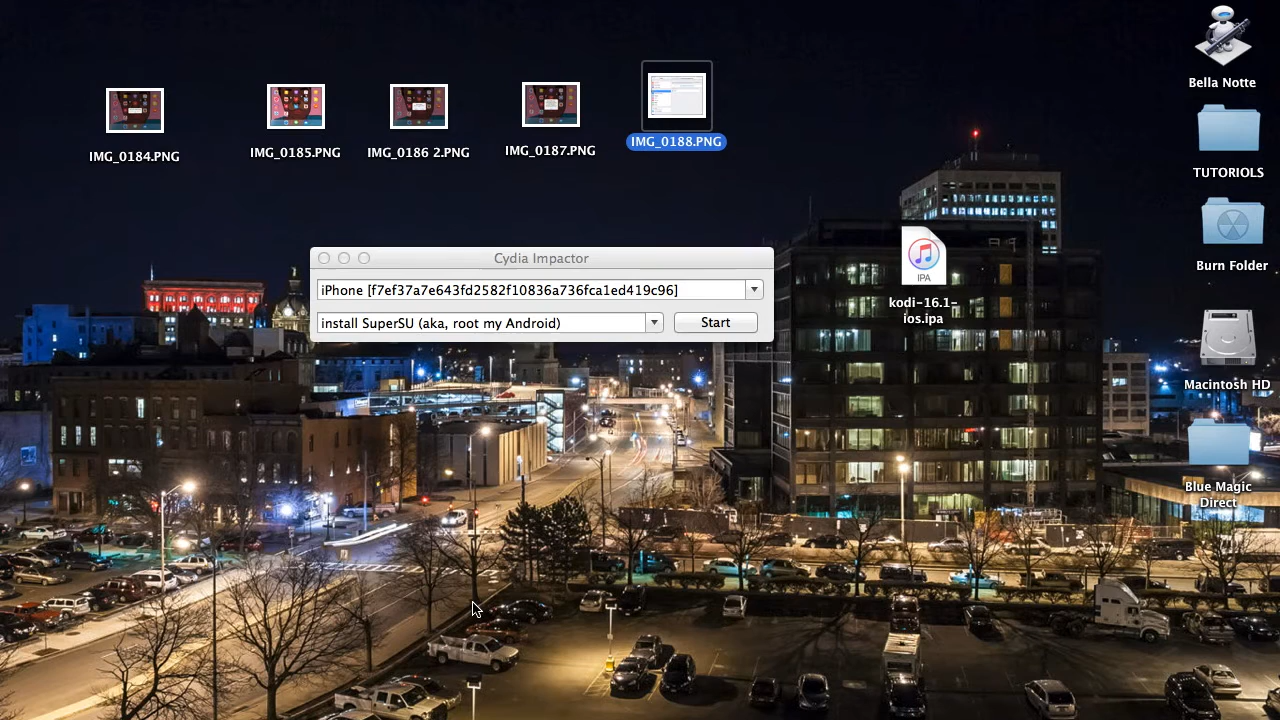 Bella Notte
IMG_0184.PNG
IMG_0185.PNG
IMG_0186 2.PNG
IMG_0187.PNG
IMG_0188.PNG
TUTORIOLS
Burn Folder
Cydia Impactor
iPhone [f7ef37a7e643fd2582f10836a736fca1ed419c96]
install SuperSU (aka, root my Android)
Start
IPA
kodi-16.1-
ios.ipa
Macintosh HD
Blue Magic
Direct